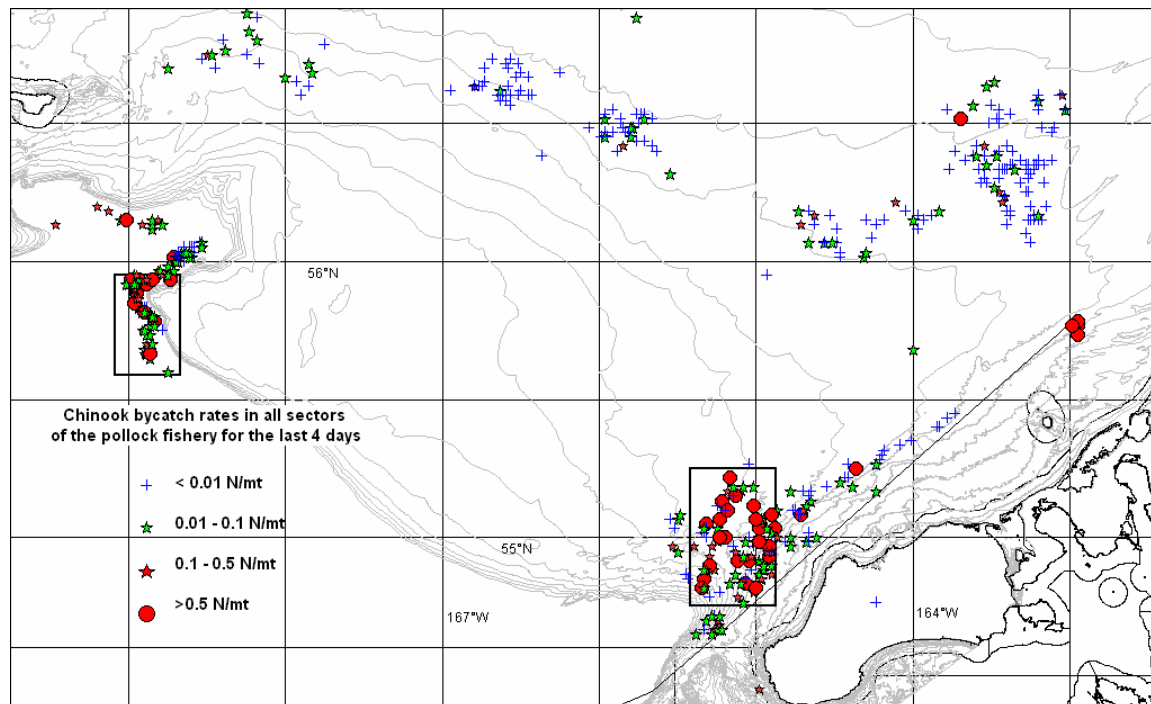 56°N
Chinook bycatch rates in all sectors
of the pollock fishery for the last 4 days
< 0.01 N/mt
0.01 - 0.1 N/mt
0.1 - 0.5 N/mt
>0.5 N/mt
55°N
167°W
164°W